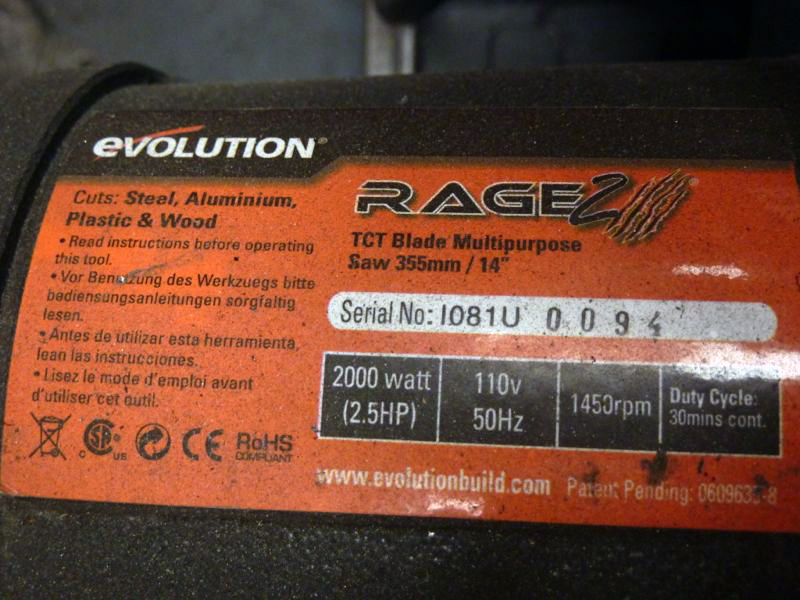 evolution®
Cuts: Steel, Aluminium,
Plastic & Wood
• Read instructions before operating
this tool.
• Vor Benutzung des Werkzuegs bitte
bediensungsanleitungen sorgfaltig
lesen.
• Antes de utilizar esta herramienta,
lean las instrucciones.
• Lisez le mode d'emploi avant
d'utiliser cet outil.
C SA US
CE
RoHS
COMPLIANT
RAGE2®
TCT Blade Multipurpose
Saw 355mm / 14"
Serial No: I081U 0094
2000 watt
(2.5HP)
110v
50Hz
1450rpm
Duty Cycle:
30mins cont.
www.evolutionbuild.com
Patent Pending: